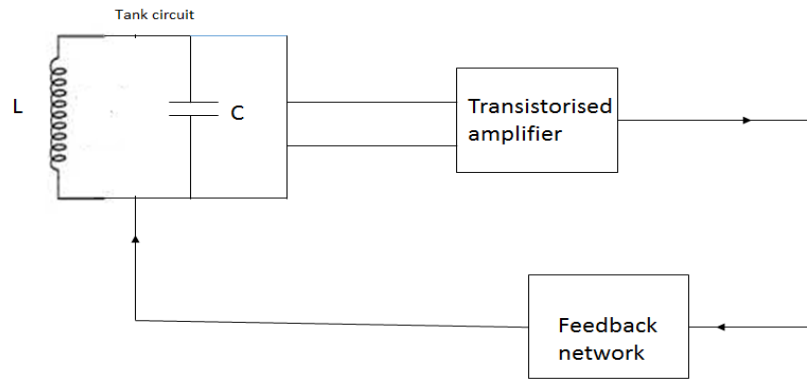 Tank circuit
L
C
Transistorised
amplifier
Feedback
network